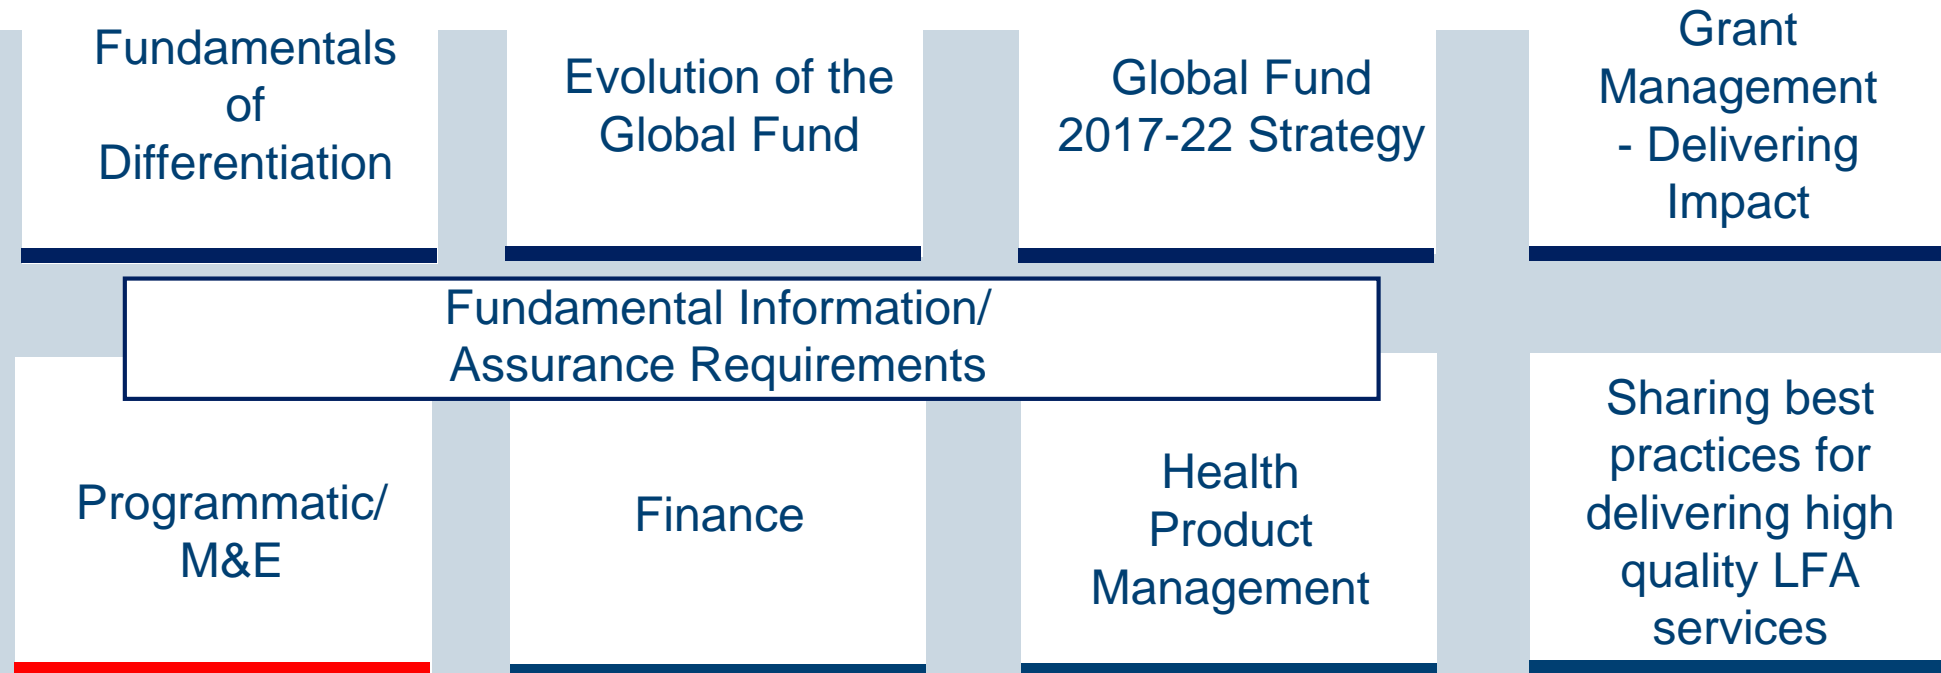 Fundamentals
of
Differentiation
Evolution of the
Global Fund
Global Fund
2017-22 Strategy
Grant
Management
- Delivering
Impact
Fundamental Information/
Assurance Requirements
Programmatic/
M&E
Finance
Health
Product
Management
Sharing best
practices for
delivering high
quality LFA
services